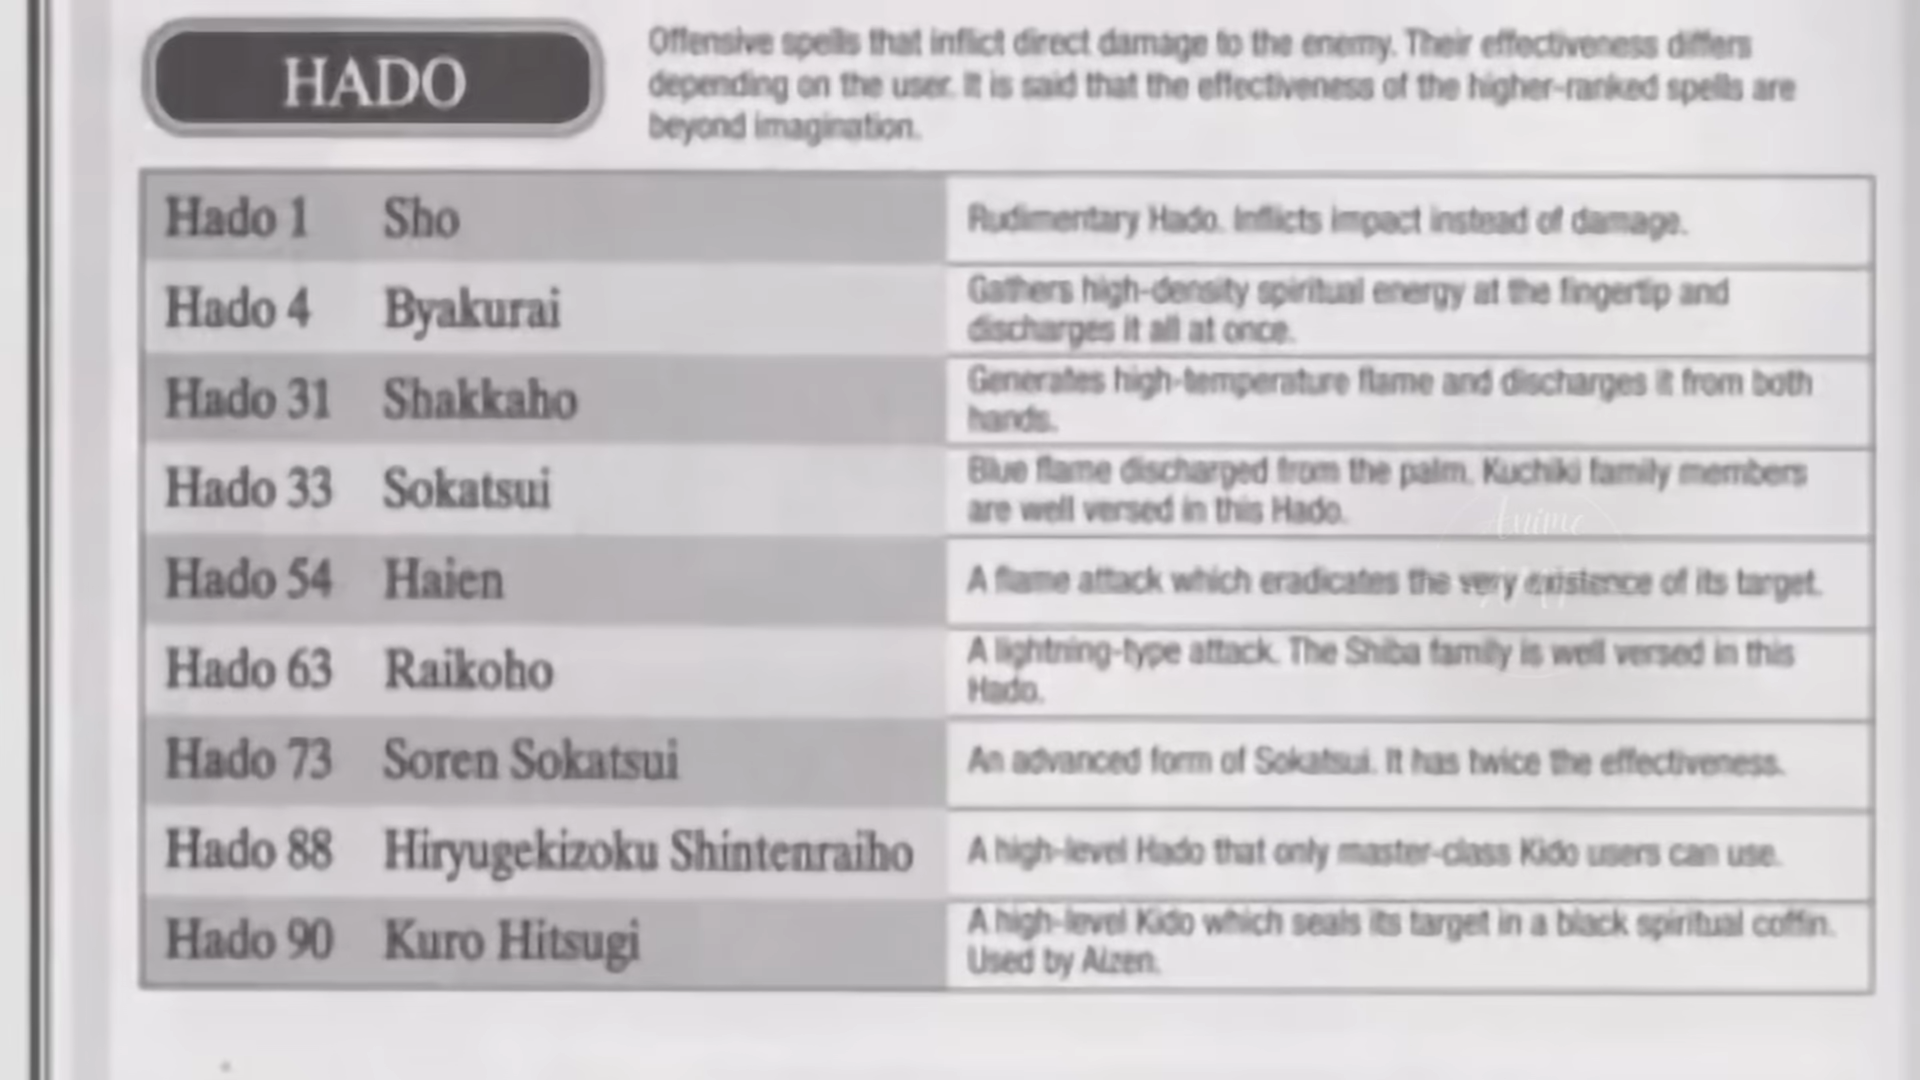 HADO
Offensive spells that inflict direct damage to the enemy. Their effectiveness differs
depending on the user. It is said that the effectiveness of the higher-ranked spells are
beyond imagination.
Hado 1 Sho Rudimentary Hado. Inflicts impact instead of damage.
Hado 4 Byakurai Gathers high-density spiritual energy at the fingertip and
discharges it all at once.
Hado 31 Shakkaho Generates high-temperature flame and discharges it from both
hands.
Hado 33 Sokatsui Blue flame discharged from the palm. Kuchiki family members
are well versed in this Hado.
Anime
Hado 54 Haien A flame attack which eradicates the very existence of its target.
Hado 63 Raikoho A lightning-type attack. The Shiba family is well versed in this
Hado.
Hado 73 Soren Sokatsui An advanced form of Sokatsui. It has twice the effectiveness.
Hado 88 Hiryugekizoku Shintenraiho A high-level Hado that only master-class Kido users can use.
Hado 90 Kuro Hitsugi A high-level Kido which seals its target in a black spiritual coffin.
Used by Aizen.